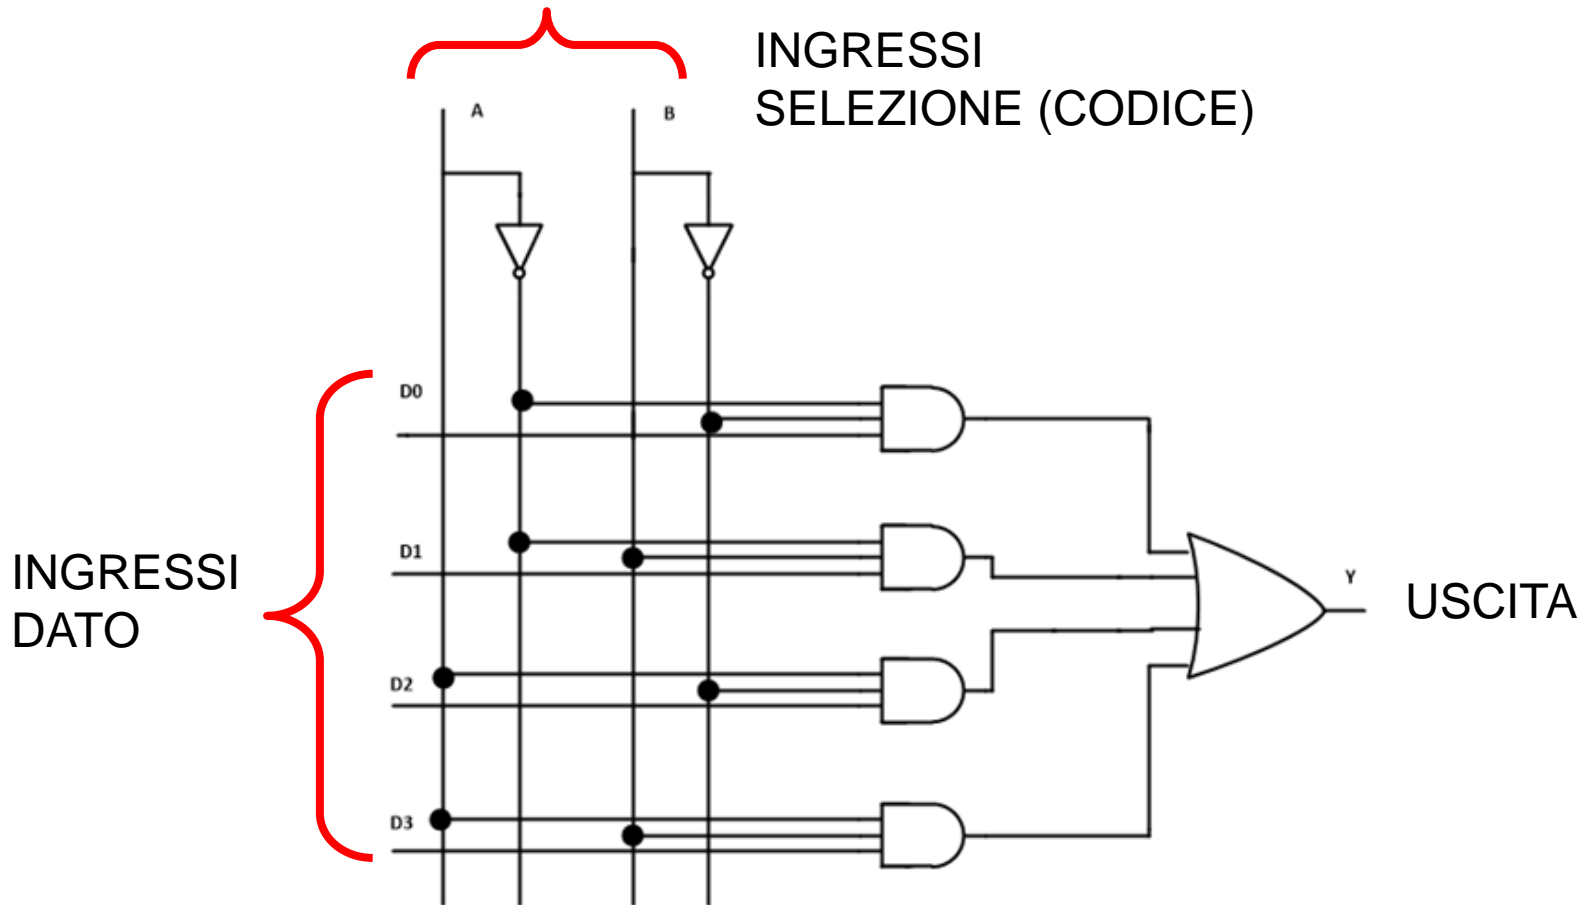 INGRESSI
SELEZIONE (CODICE)
A
B
D0
D1
INGRESSI
DATO
Y
USCITA
D2
D3